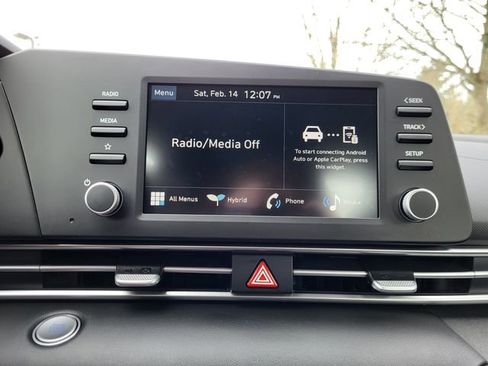 RADIO
MEDIA
Menu
Sat, Feb. 14 12:07 PM
Radio/Media Off
To start connecting Android
Auto or Apple CarPlay, press
this widget.
All Menus
Hybrid
Phone
Media
<SEEK
TRACK>
SETUP